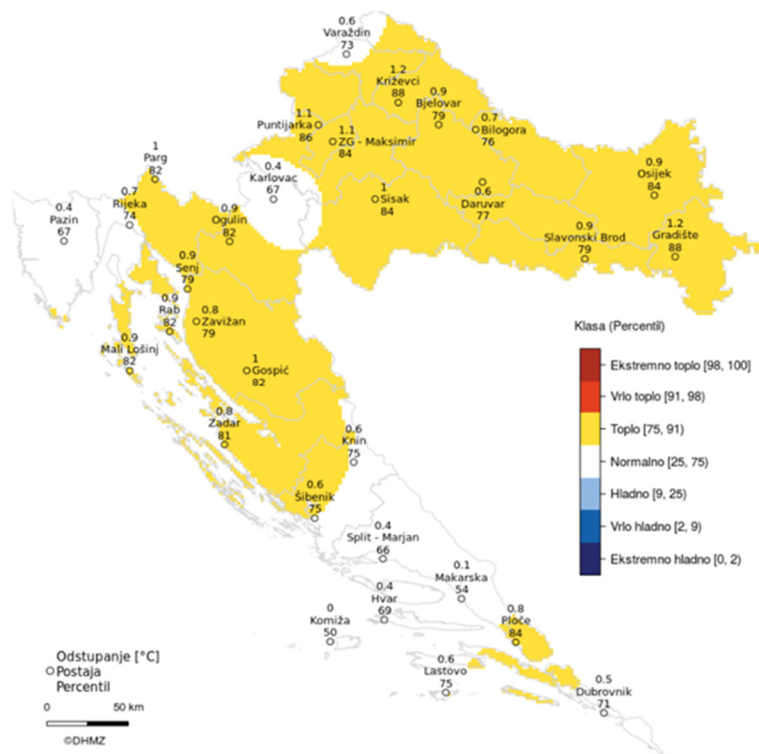 0.6
Varaždin
73
1.2
Križevci
88
0.9
Bjelovar
79
0.7
Bilogora
76
1.1
Puntijarka
86
1.1
ZG - Maksimir
84
1
Parg
82
0.4
Karlovac
67
0.7
Rijeka
74
0.4
Pazin
67
0.9
Ogulin
82
1
Sisak
84
0.6
Daruvar
77
0.9
Osijek
84
0.9
Slavonski Brod
79
1.2
Gradište
88
0.9
Senj
79
0.9
Rab
82
0.8
Zavižan
79
0.9
Mali Lošinj
82
1
Gospić
82
0.8
Zadar
81
0.6
Knin
75
0.6
Šibenik
75
0.4
Split - Marjan
66
0.1
Makarska
54
0.4
Hvar
69
0
Komiža
50
0.8
Ploče
84
0.6
Lastovo
75
0.5
Dubrovnik
71
Klasa (Percentil)
Ekstremno toplo [98, 100]
Vrlo toplo [91, 98)
Toplo [75, 91)
Normalno [25, 75)
Hladno [9, 25)
Vrlo hladno [2, 9)
Ekstremno hladno [0, 2)
Odstupanje [°C]
Postaja
Percentil
0 50 km
©DHMZ